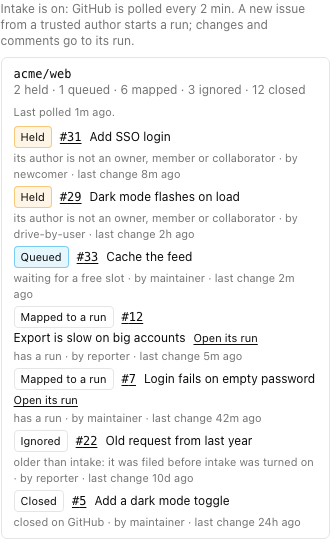 Intake is on: GitHub is polled every 2 min. A new issue
from a trusted author starts a run; changes and
comments go to its run.
acme/web
2 held · 1 queued · 6 mapped · 3 ignored · 12 closed
Last polled 1m ago.
Held #31 Add SSO login
its author is not an owner, member or collaborator · by
newcomer · last change 8m ago
Held #29 Dark mode flashes on load
its author is not an owner, member or collaborator · by
drive-by-user · last change 2h ago
Queued #33 Cache the feed
waiting for a free slot · by maintainer · last change 2m
ago
Mapped to a run #12
Export is slow on big accounts Open its run
has a run · by reporter · last change 5m ago
Mapped to a run #7 Login fails on empty password
Open its run
has a run · by maintainer · last change 42m ago
Ignored #22 Old request from last year
older than intake: it was filed before intake was turned on
· by reporter · last change 10d ago
Closed #5 Add a dark mode toggle
closed on GitHub · by maintainer · last change 24h ago